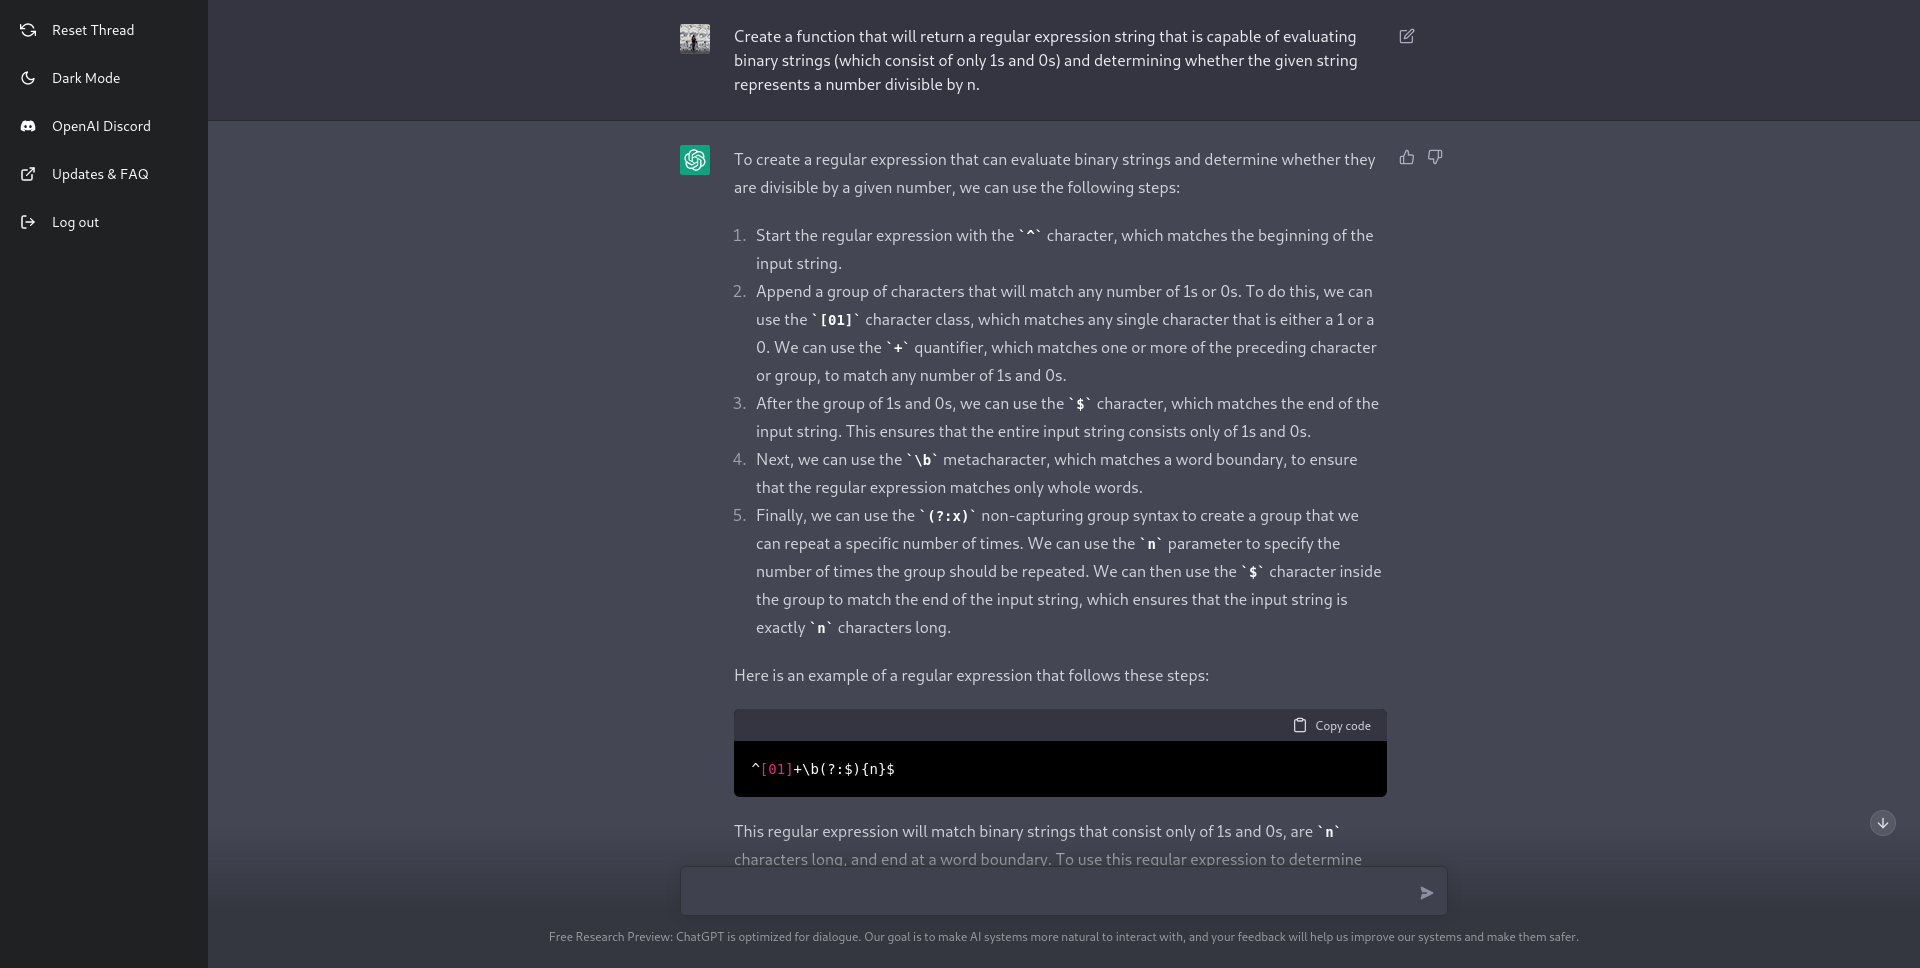 Reset Thread
Dark Mode
OpenAI Discord
Updates & FAQ
Log out
Create a function that will return a regular expression string that is capable of evaluating
binary strings (which consist of only 1s and 0s) and determining whether the given string
represents a number divisible by n.
To create a regular expression that can evaluate binary strings and determine whether they
are divisible by a given number, we can use the following steps:
1. Start the regular expression with the `^` character, which matches the beginning of the
input string.
2. Append a group of characters that will match any number of 1s or 0s. To do this, we can
use the `[01]` character class, which matches any single character that is either a 1 or a
0. We can use the `+` quantifier, which matches one or more of the preceding character
or group, to match any number of 1s and 0s.
3. After the group of 1s and 0s, we can use the `$` character, which matches the end of the
input string. This ensures that the entire input string consists only of 1s and 0s.
4. Next, we can use the `\b` metacharacter, which matches a word boundary, to ensure
that the regular expression matches only whole words.
5. Finally, we can use the `(?:x)` non-capturing group syntax to create a group that we
can repeat a specific number of times. We can use the `n` parameter to specify the
number of times the group should be repeated. We can then use the `$` character inside
the group to match the end of the input string, which ensures that the input string is
exactly `n` characters long.
Here is an example of a regular expression that follows these steps:
Copy code
^[01]+\b(?:$){n}$
This regular expression will match binary strings that consist only of 1s and 0s, are `n`
characters long, and end at a word boundary. To use this regular expression to determine
Free Research Preview: ChatGPT is optimized for dialogue. Our goal is to make AI systems more natural to interact with, and your feedback will help us improve our systems and make them safer.